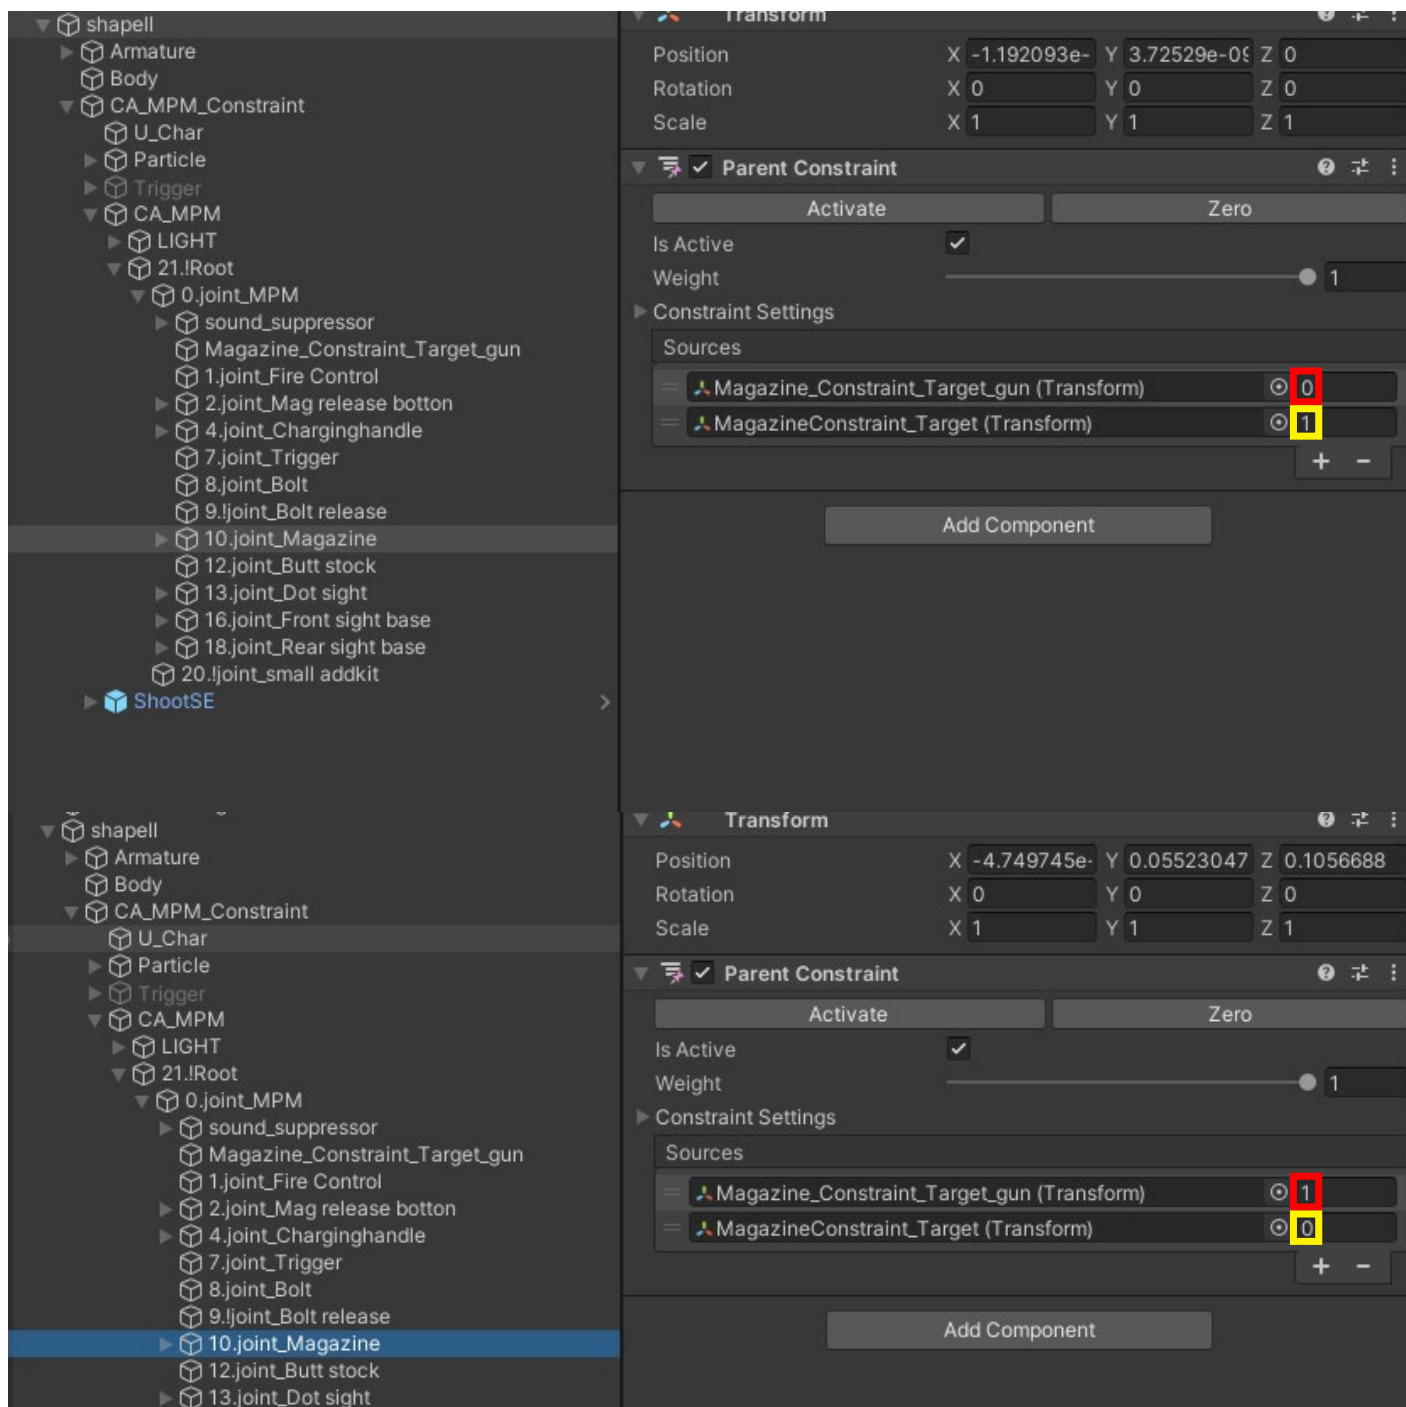 shapell
Armature
Body
CA_MPM_Constraint
U_Char
Particle
Trigger
CA_MPM
LIGHT
21.!Root
0.joint_MPM
sound_suppressor
Magazine_Constraint_Target_gun
1.joint_Fire Control
2.joint_Mag release botton
4.joint_Charginghandle
7.joint_Trigger
8.joint_Bolt
9.!joint_Bolt release
10.joint_Magazine
12.joint_Butt stock
13.joint_Dot sight
16.joint_Front sight base
18.joint_Rear sight base
20.!joint_small addkit
ShootSE
Transform
Position X -1.192093e- Y 3.72529e-09 Z 0
Rotation X 0 Y 0 Z 0
Scale X 1 Y 1 Z 1
Parent Constraint
Activate Zero
Is Active
Weight 1
Constraint Settings
Sources
Magazine_Constraint_Target_gun (Transform) 0
MagazineConstraint_Target (Transform) 1
+ -
Add Component
shapell
Armature
Body
CA_MPM_Constraint
U_Char
Particle
Trigger
CA_MPM
LIGHT
21.!Root
0.joint_MPM
sound_suppressor
Magazine_Constraint_Target_gun
1.joint_Fire Control
2.joint_Mag release botton
4.joint_Charginghandle
7.joint_Trigger
8.joint_Bolt
9.!joint_Bolt release
10.joint_Magazine
12.joint_Butt stock
13.joint_Dot sight
Transform
Position X -4.749745e- Y 0.05523047 Z 0.1056688
Rotation X 0 Y 0 Z 0
Scale X 1 Y 1 Z 1
Parent Constraint
Activate Zero
Is Active
Weight 1
Constraint Settings
Sources
Magazine_Constraint_Target_gun (Transform) 1
MagazineConstraint_Target (Transform) 0
+ -
Add Component